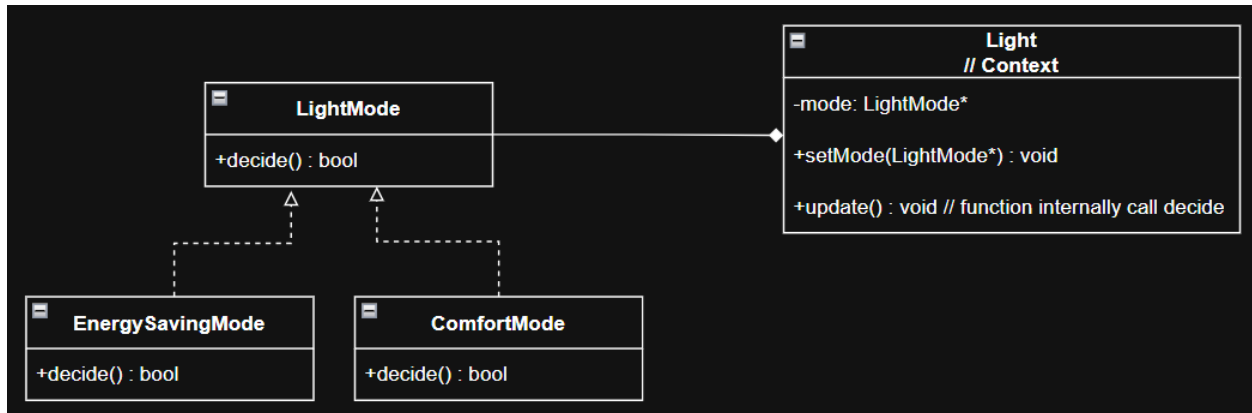 Light
// Context
-mode: LightMode*
+setMode(LightMode*) : void
+update() : void // function internally call decide
LightMode
+decide() : bool
EnergySavingMode
+decide() : bool
ComfortMode
+decide() : bool